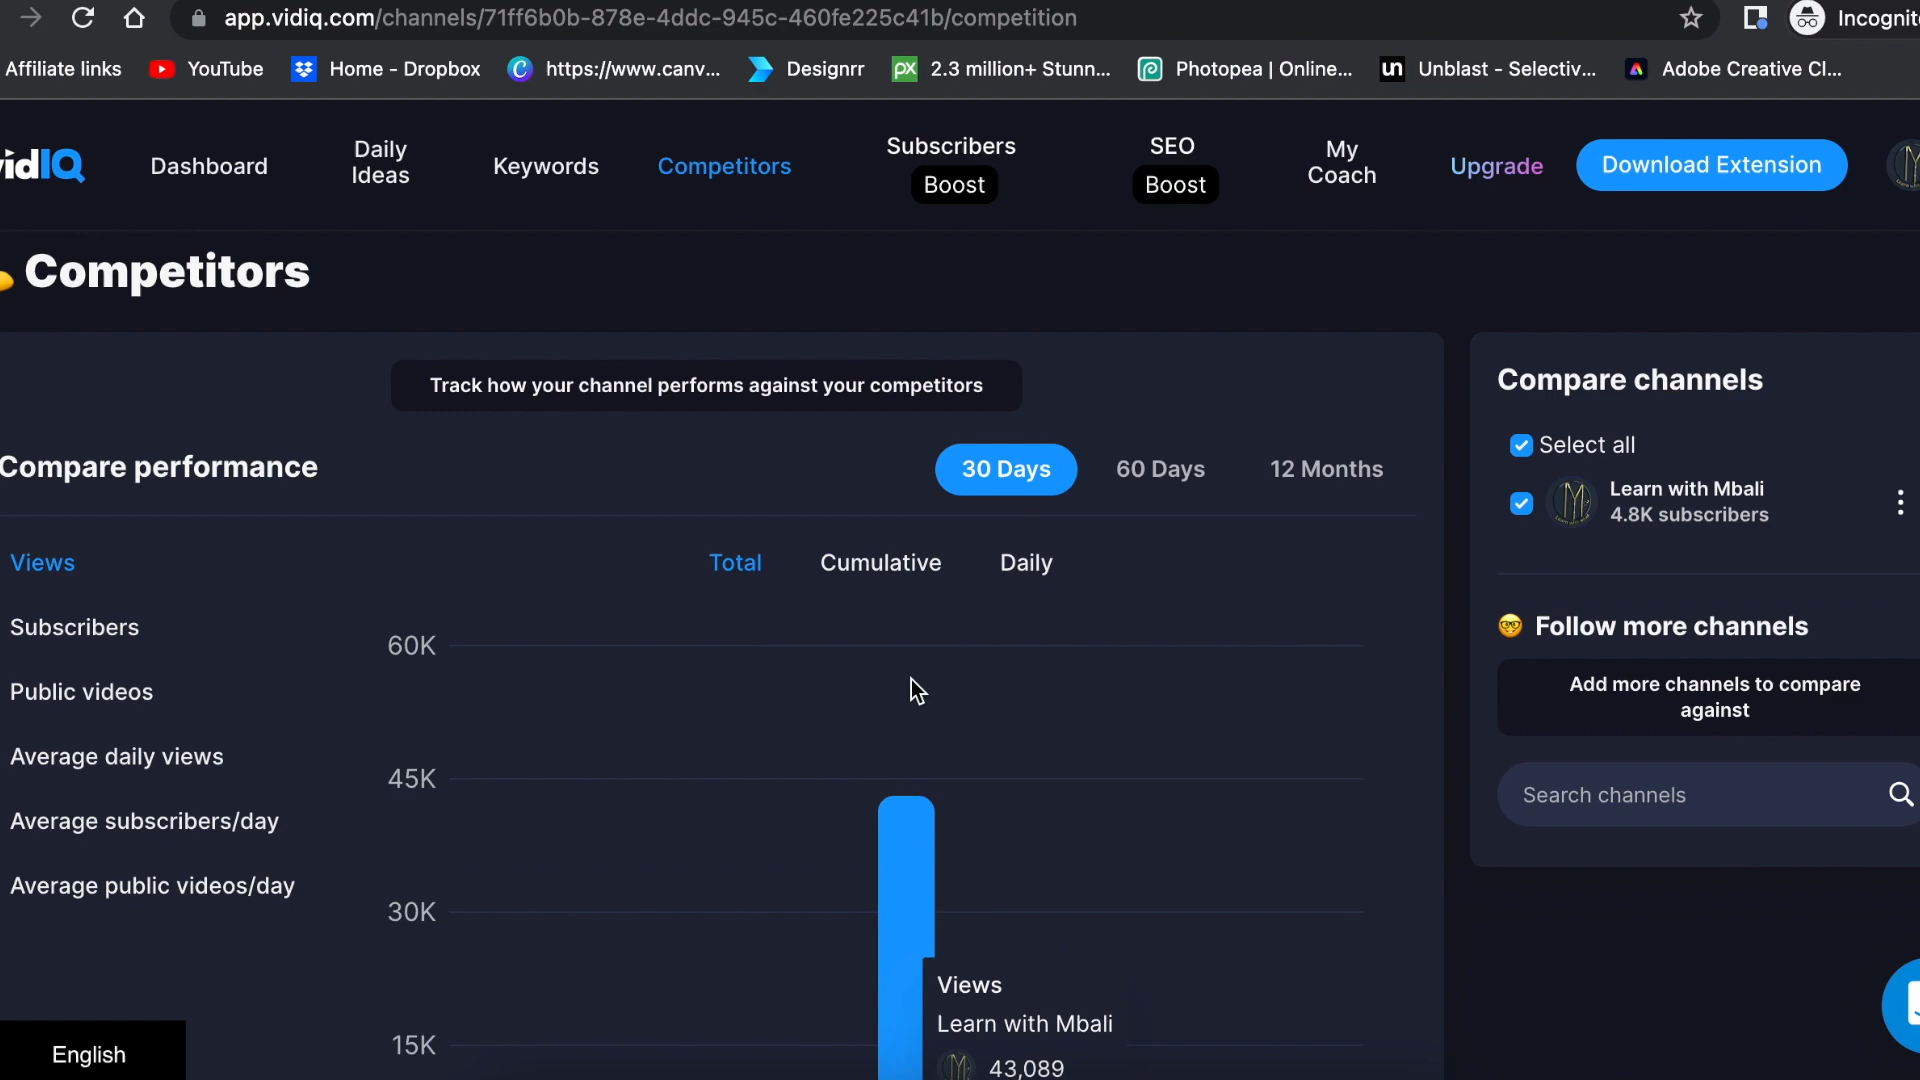 app.vidiq.com/channels/71ff6b0b-878e-4ddc-945c-460fe225c41b/competition
Incognit
Affiliate links YouTube Home - Dropbox https://www.canv... Designrr 2.3 million+ Stunn... Photopea | Online... Unblast - Selectiv... Adobe Creative Cl...
vidIQ
Dashboard
Daily
Ideas
Keywords
Competitors
Subscribers
Boost
SEO
Boost
My
Coach
Upgrade
Download Extension
Competitors
Track how your channel performs against your competitors
Compare performance
30 Days 60 Days 12 Months
Views
Subscribers
Public videos
Average daily views
Average subscribers/day
Average public videos/day
Total Cumulative Daily
60K
45K
30K
15K
Views
Learn with Mbali
43,089
Compare channels
Select all
Learn with Mbali
4.8K subscribers
Follow more channels
Add more channels to compare
against
Search channels
English